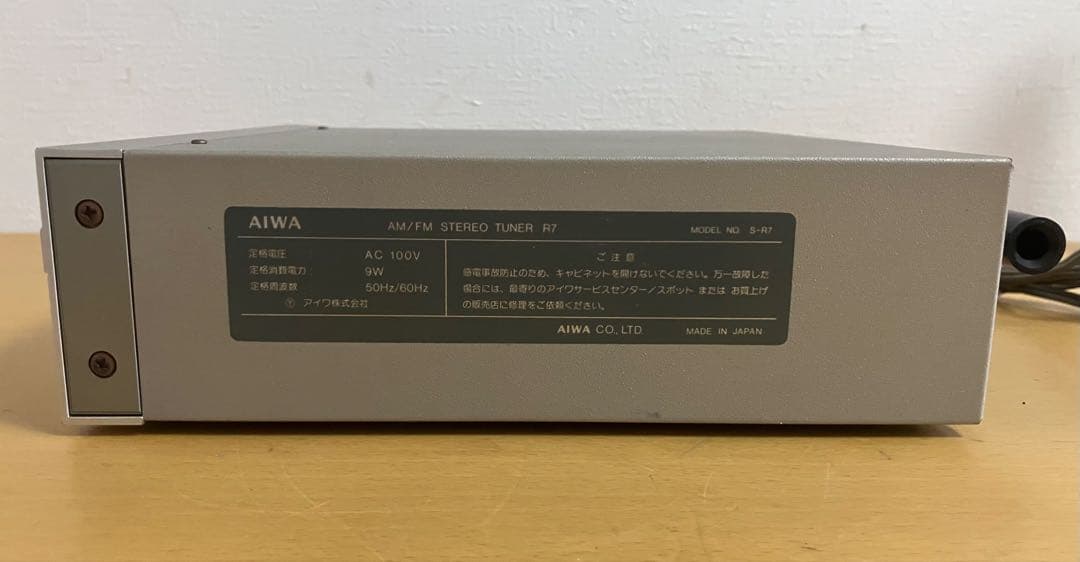 AIWA AM/FM STEREO TUNER R7 MODEL NO. S-R7
定格電圧 AC 100V
定格消費電力 9W
定格周波数 50Hz/60Hz
アイワ株式会社
ご注意
感電事故防止のため、キャビネットを開けないでください。万一故障した
場合には、最寄りのアイワサービスセンター/スポット または お買上げ
の販売店に修理をご依頼ください。
AIWA CO., LTD. MADE IN JAPAN